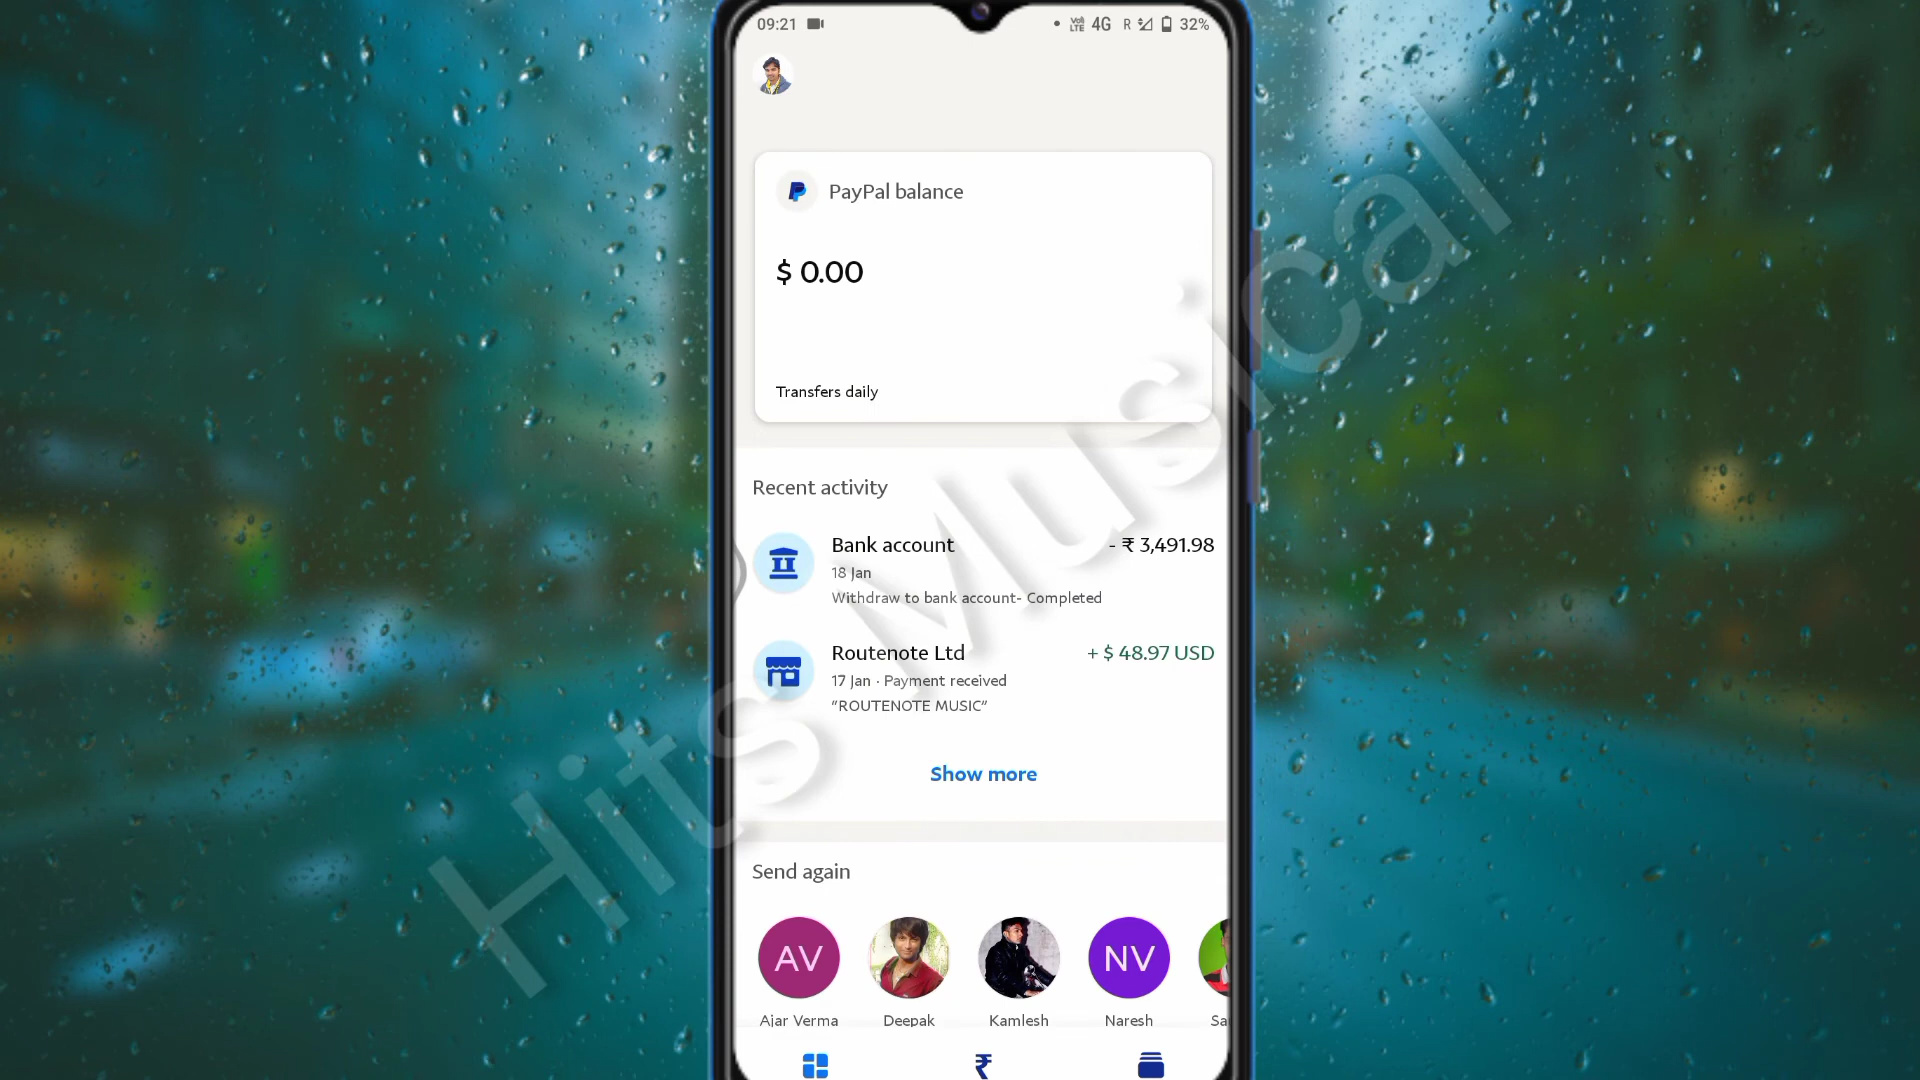 09:21
VoLTE 4G R 32%
PayPal balance
$ 0.00
Transfers daily
Recent activity
Bank account - ₹ 3,491.98
18 Jan
Withdraw to bank account- Completed
Routenote Ltd + $ 48.97 USD
17 Jan · Payment received
"ROUTENOTE MUSIC"
Show more
Send again
AV NV
Ajar Verma Deepak Kamlesh Naresh
Hits Musical